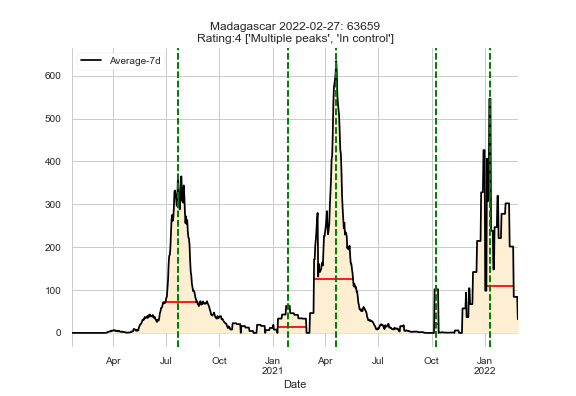 Madagascar 2022-02-27: 63659
Rating:4 ['Multiple peaks', 'In control']
Average-7d
600
500
400
300
200
100
0
Apr Jul Oct Jan Apr Jul Oct Jan
2021 2022
Date